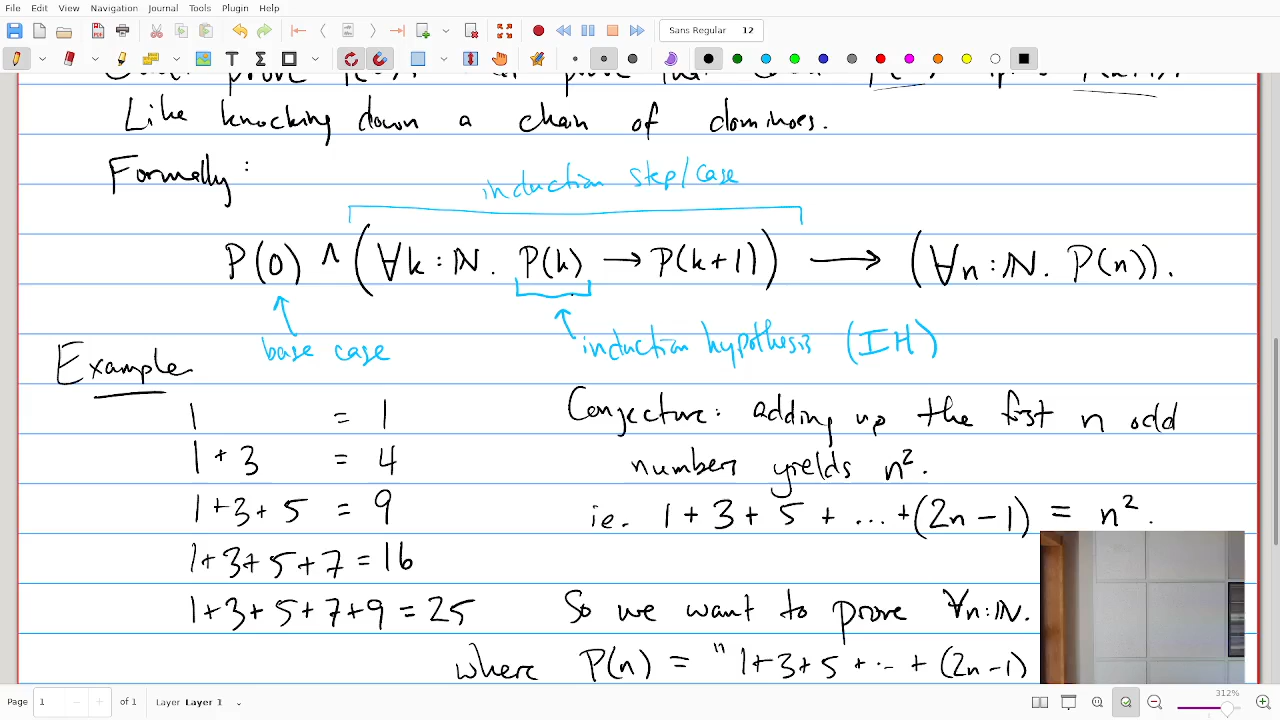 File Edit View Navigation Journal Tools Plugin Help
Sans Regular 12
prove
Like knocking down a chain of dominoes.
Formally:
induction step/case
P(0) ∧ (∀k : ℕ. P(k) → P(k+1)) → (∀n : ℕ. P(n)).
base case
induction hypothesis (IH)
Example
1 = 1
1 + 3 = 4
1 + 3 + 5 = 9
1 + 3 + 5 + 7 = 16
1 + 3 + 5 + 7 + 9 = 25
Conjecture: adding up the first n odd
numbers yields n².
ie. 1 + 3 + 5 + ... + (2n - 1) = n².
So we want to prove ∀n : ℕ.
where P(n) = " 1 + 3 + 5 + ... + (2n - 1)
Page 1 of 1 Layer Layer 1 312%